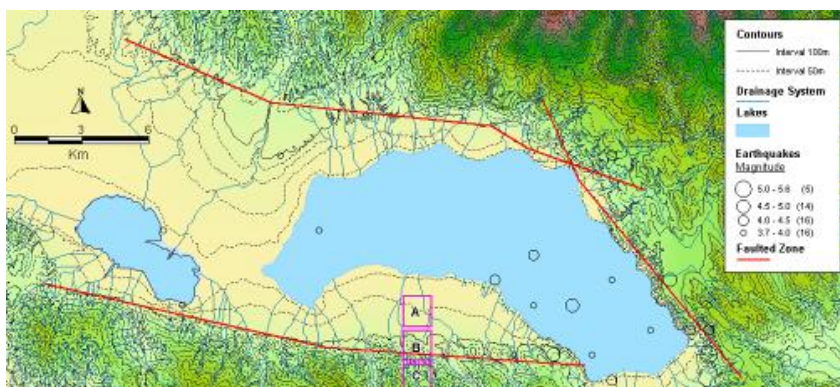 Contours
Interval 100m
Interval 50m
Drainage System
Lakes
Earthquakes
Magnitude
5.0 - 5.6 (5)
4.5 - 5.0 (14)
4.0 - 4.5 (16)
3.7 - 4.0 (16)
Faulted Zone
N
0 3 6
Km
A
B
C